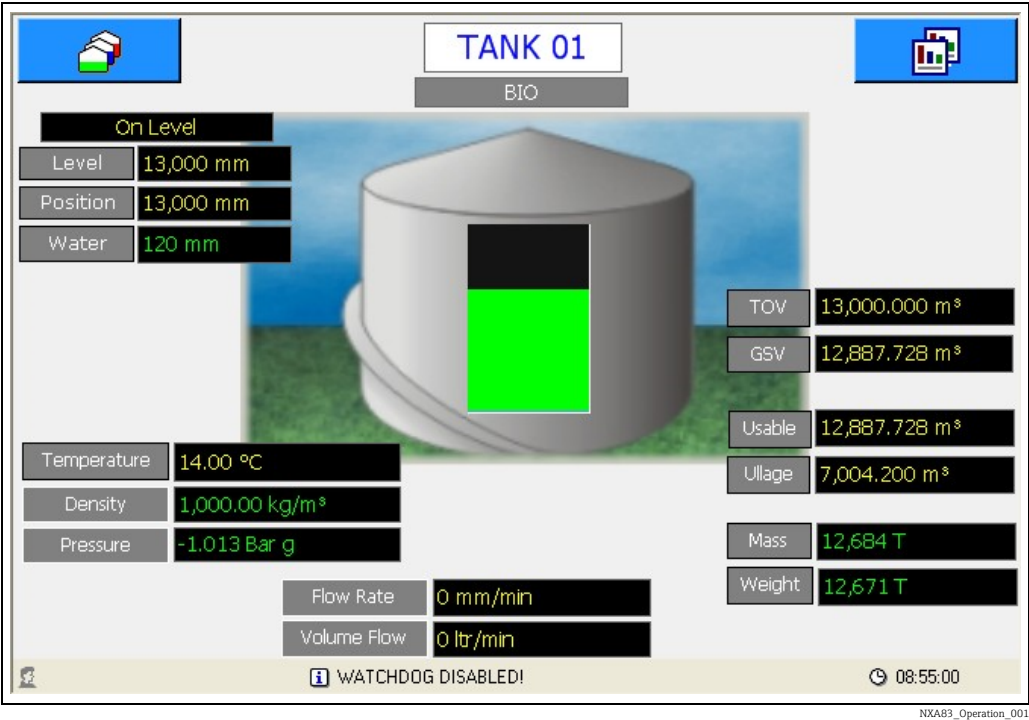 TANK 01
BIO
On Level
Level 13,000 mm
Position 13,000 mm
Water 120 mm
TOV 13,000.000 m³
GSV 12,887.728 m³
Usable 12,887.728 m³
Ullage 7,004.200 m³
Temperature 14.00 ºC
Density 1,000.00 kg/m³
Pressure -1.013 Bar g
Mass 12,684 T
Weight 12,671 T
Flow Rate 0 mm/min
Volume Flow 0 ltr/min
WATCHDOG DISABLED! 08:55:00
NXA83_Operation_001